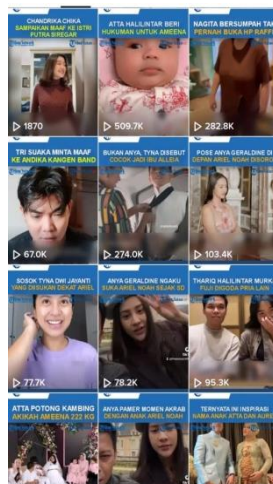 CHANDRIKA CHIKA
SAMPAIKAN MAAF KE ISTRI
PUTRA SIREGAR
1870
ATTA HALILINTAR BERI
HUKUMAN UNTUK AMEENA
509.7K
NAGITA BERSUMPAH TAK
PERNAH BUKA HP RAFFI
282.8K
TRI SUAKA MINTA MAAF
KE ANDIKA KANGEN BAND
67.0K
BUKAN ANYA, TYNA DISEBUT
COCOK JADI IBU ALLEIA
274.0K
POSE ANYA GERALDINE DI
DEPAN ARIEL NOAH DISORO
103.4K
SOSOK TYNA DWI JAYANTI
YANG DISUKAN DEKAT ARIEL
77.7K
ANYA GERALDINE NGAKU
SUKA ARIEL NOAH SEJAK SD
78.2K
THARIQ HALILINTAR MURKA
FUJI DIGODA PRIA LAIN
95.3K
ATTA POTONG KAMBING
AKIKAH AMEENA 222 KG
ANYA PAMER MOMEN AKRAB
DENGAN ANAK ARIEL NOAH
TERNYATA INI INSPIRASI
NAMA ANAK ATTA DAN AURE